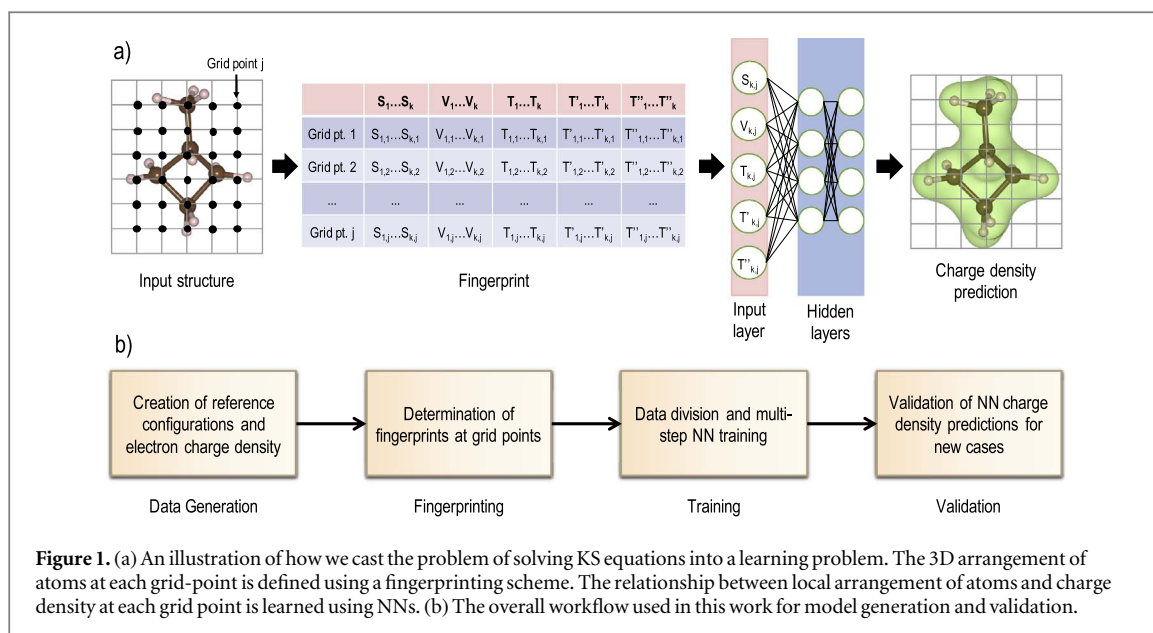 a)
Grid point j
Input structure
S₁...Sₖ V₁...Vₖ T₁...Tₖ T'₁...T'ₖ T''₁...T''ₖ
Grid pt. 1 S₁,₁...Sₖ,₁ V₁,₁...Vₖ,₁ T₁,₁...Tₖ,₁ T'₁,₁...T'ₖ,₁ T''₁,₁...T''ₖ,₁
Grid pt. 2 S₁,₂...Sₖ,₂ V₁,₂...Vₖ,₂ T₁,₂...Tₖ,₂ T'₁,₂...T'ₖ,₂ T''₁,₂...T''ₖ,₂
... ... ... ... ... ...
Grid pt. j S₁,ⱼ...Sₖ,ⱼ V₁,ⱼ...Vₖ,ⱼ T₁,ⱼ...Tₖ,ⱼ T'₁,ⱼ...T'ₖ,ⱼ T''₁,ⱼ...T''ₖ,ⱼ
Fingerprint
Sₖ,ⱼ
Vₖ,ⱼ
Tₖ,ⱼ
T'ₖ,ⱼ
T''ₖ,ⱼ
Input
layer
Hidden
layers
Charge density
prediction
b)
Creation of reference
configurations and
electron charge density
Data Generation
Determination of
fingerprints at grid points
Fingerprinting
Data division and multi-
step NN training
Training
Validation of NN charge
density predictions for
new cases
Validation
Figure 1. (a) An illustration of how we cast the problem of solving KS equations into a learning problem. The 3D arrangement of
atoms at each grid-point is defined using a fingerprinting scheme. The relationship between local arrangement of atoms and charge
density at each grid point is learned using NNs. (b) The overall workflow used in this work for model generation and validation.